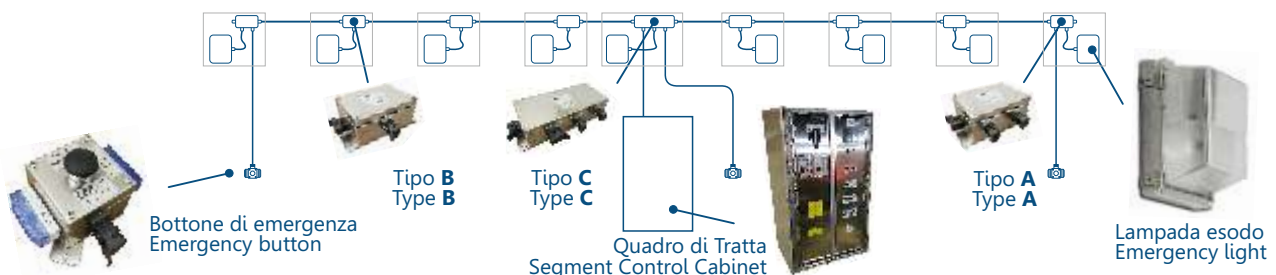 Tipo B
Type B
Tipo C
Type C
Tipo A
Type A
Bottone di emergenza
Emergency button
Quadro di Tratta
Segment Control Cabinet
Lampada esodo
Emergency light